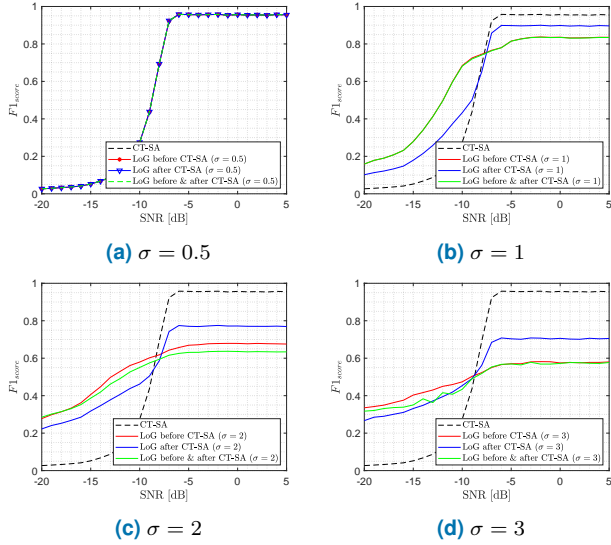 1
0.8
0.6
0.4
0.2
0
F1score
CT-SA
LoG before CT-SA (σ = 0.5)
LoG after CT-SA (σ = 0.5)
LoG before & after CT-SA (σ = 0.5)
-20 -15 -10 -5 0 5
SNR [dB]
(a) σ = 0.5
1
0.8
0.6
0.4
0.2
0
F1score
CT-SA
LoG before CT-SA (σ = 1)
LoG after CT-SA (σ = 1)
LoG before & after CT-SA (σ = 1)
-20 -15 -10 -5 0 5
SNR [dB]
(b) σ = 1
1
0.8
0.6
0.4
0.2
0
F1score
CT-SA
LoG before CT-SA (σ = 2)
LoG after CT-SA (σ = 2)
LoG before & after CT-SA (σ = 2)
-20 -15 -10 -5 0 5
SNR [dB]
(c) σ = 2
1
0.8
0.6
0.4
0.2
0
F1score
CT-SA
LoG before CT-SA (σ = 3)
LoG after CT-SA (σ = 3)
LoG before & after CT-SA (σ = 3)
-20 -15 -10 -5 0 5
SNR [dB]
(d) σ = 3